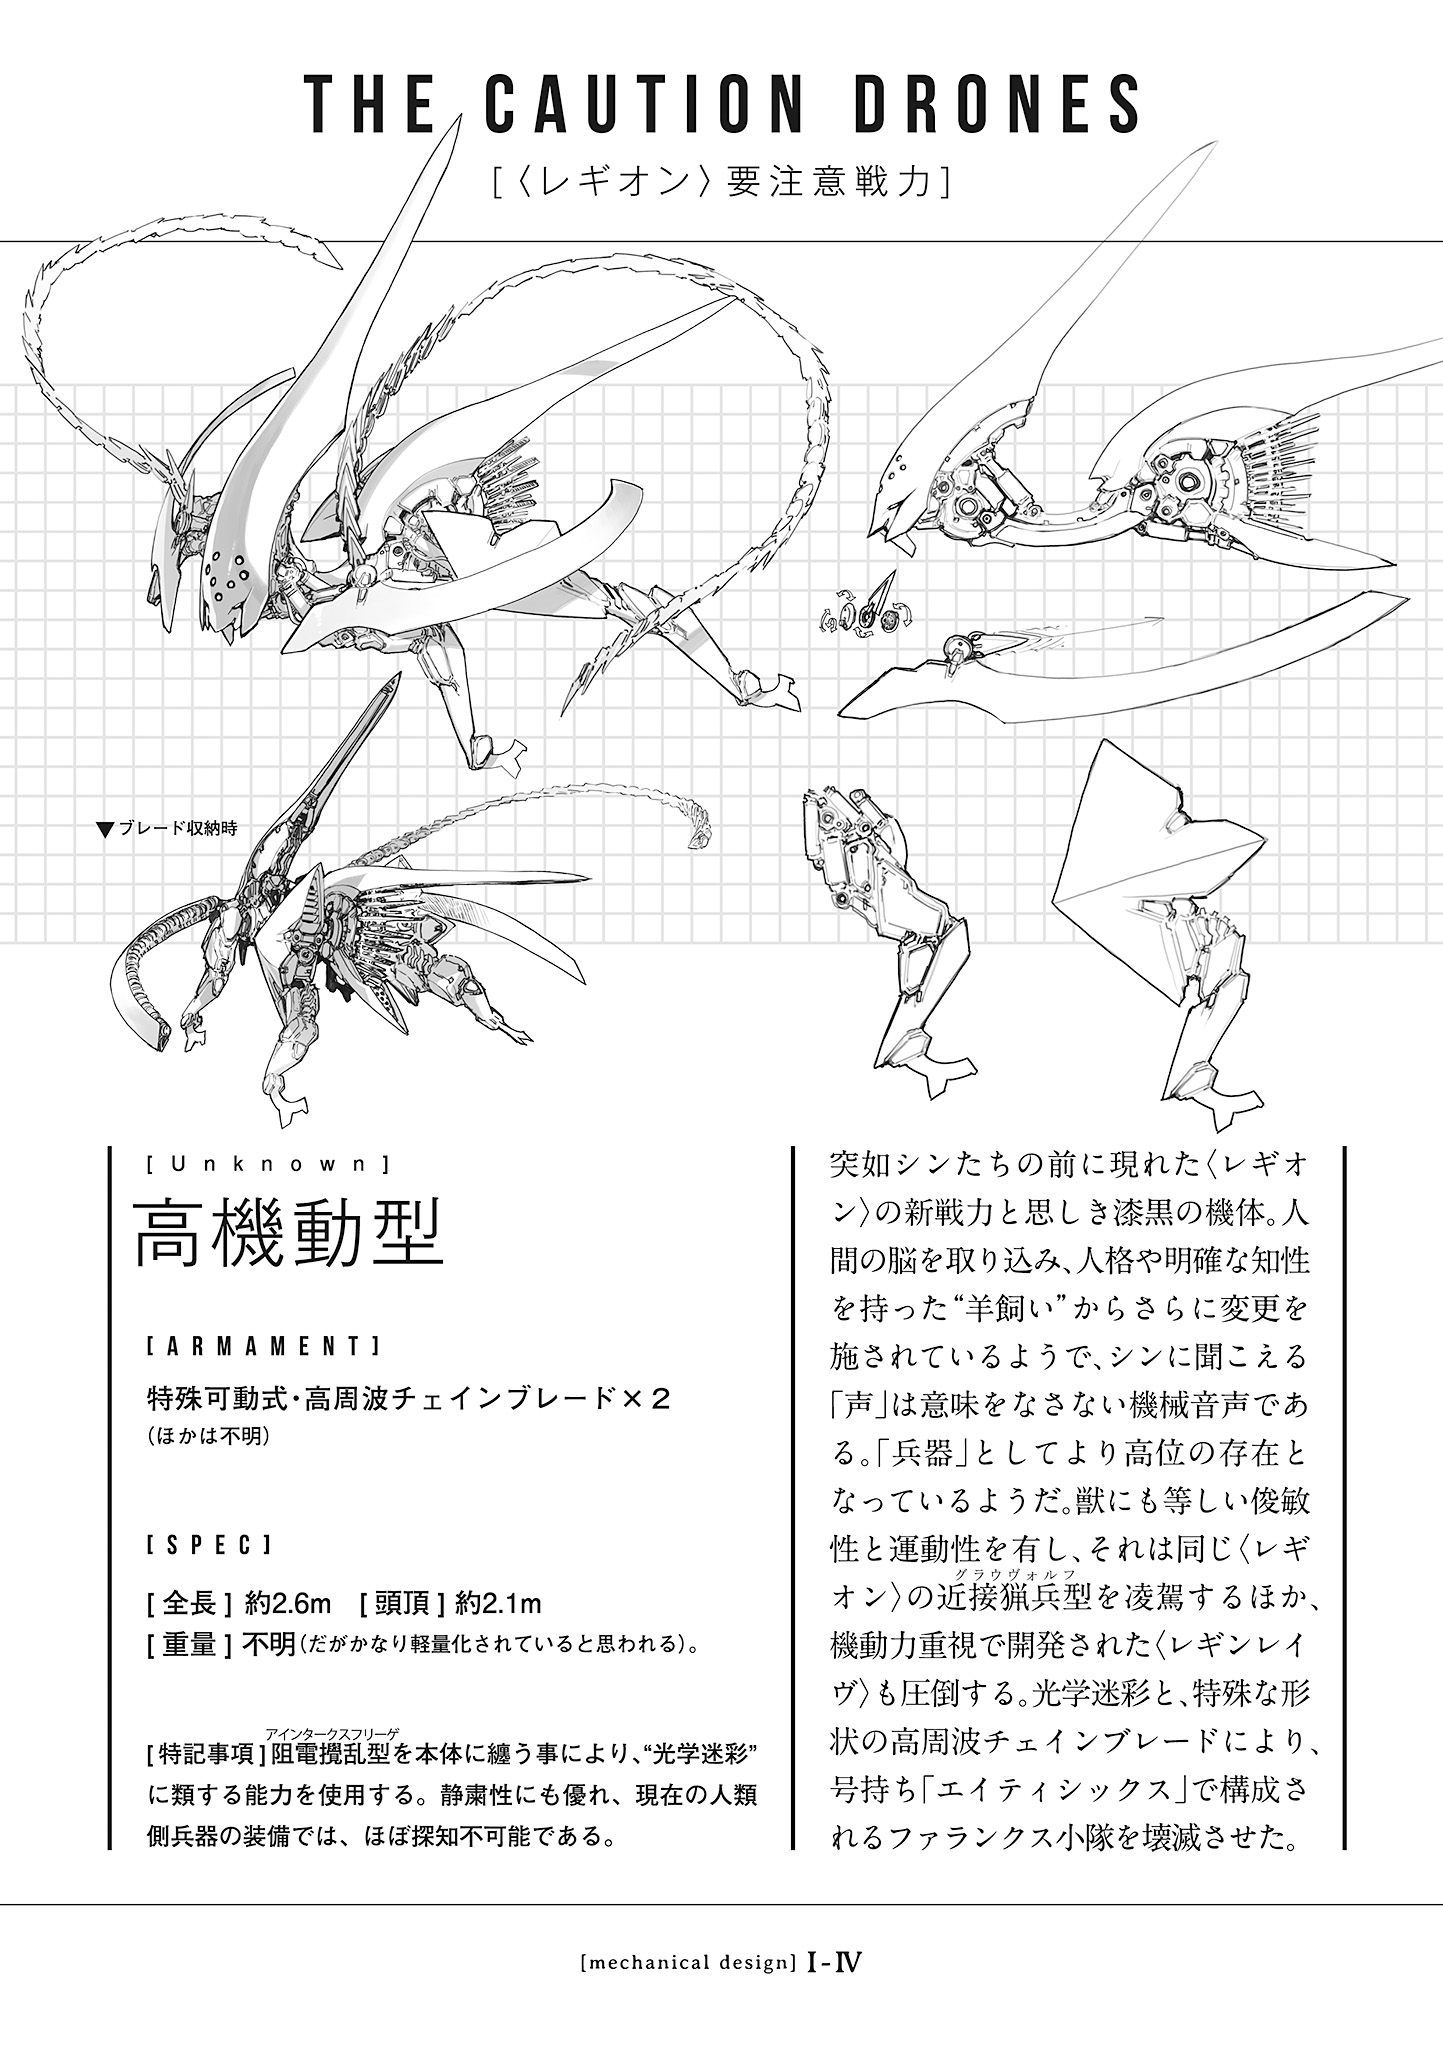 THE CAUTION DRONES
[〈レギオン〉要注意戦力]
▼ブレード収納時
[Unknown]
高機動型
[ARMAMENT]
特殊可動式・高周波チェインブレード×2
(ほかは不明)
[SPEC]
[全長] 約2.6m [頭頂] 約2.1m
[重量] 不明(だがかなり軽量化されていると思われる)。
アインタークスフリーゲ
[特記事項]阻電攪乱型を本体に纏う事により、“光学迷彩”
に類する能力を使用する。静粛性にも優れ、現在の人類
側兵器の装備では、ほぼ探知不可能である。
突如シンたちの前に現れた〈レギオ
ン〉の新戦力と思しき漆黒の機体。人
間の脳を取り込み、人格や明確な知性
を持った“羊飼い”からさらに変更を
施されているようで、シンに聞こえる
「声」は意味をなさない機械音声であ
る。「兵器」としてより高位の存在と
なっているようだ。獣にも等しい俊敏
性と運動性を有し、それは同じ〈レギ
グラウヴォルフ
オン〉の近接猟兵型を凌駕するほか、
機動力重視で開発された〈レギンレイ
ヴ〉も圧倒する。光学迷彩と、特殊な形
状の高周波チェインブレードにより、
号持ち「エイティシックス」で構成さ
れるファランクス小隊を壊滅させた。
[mechanical design] Ⅰ-Ⅳ